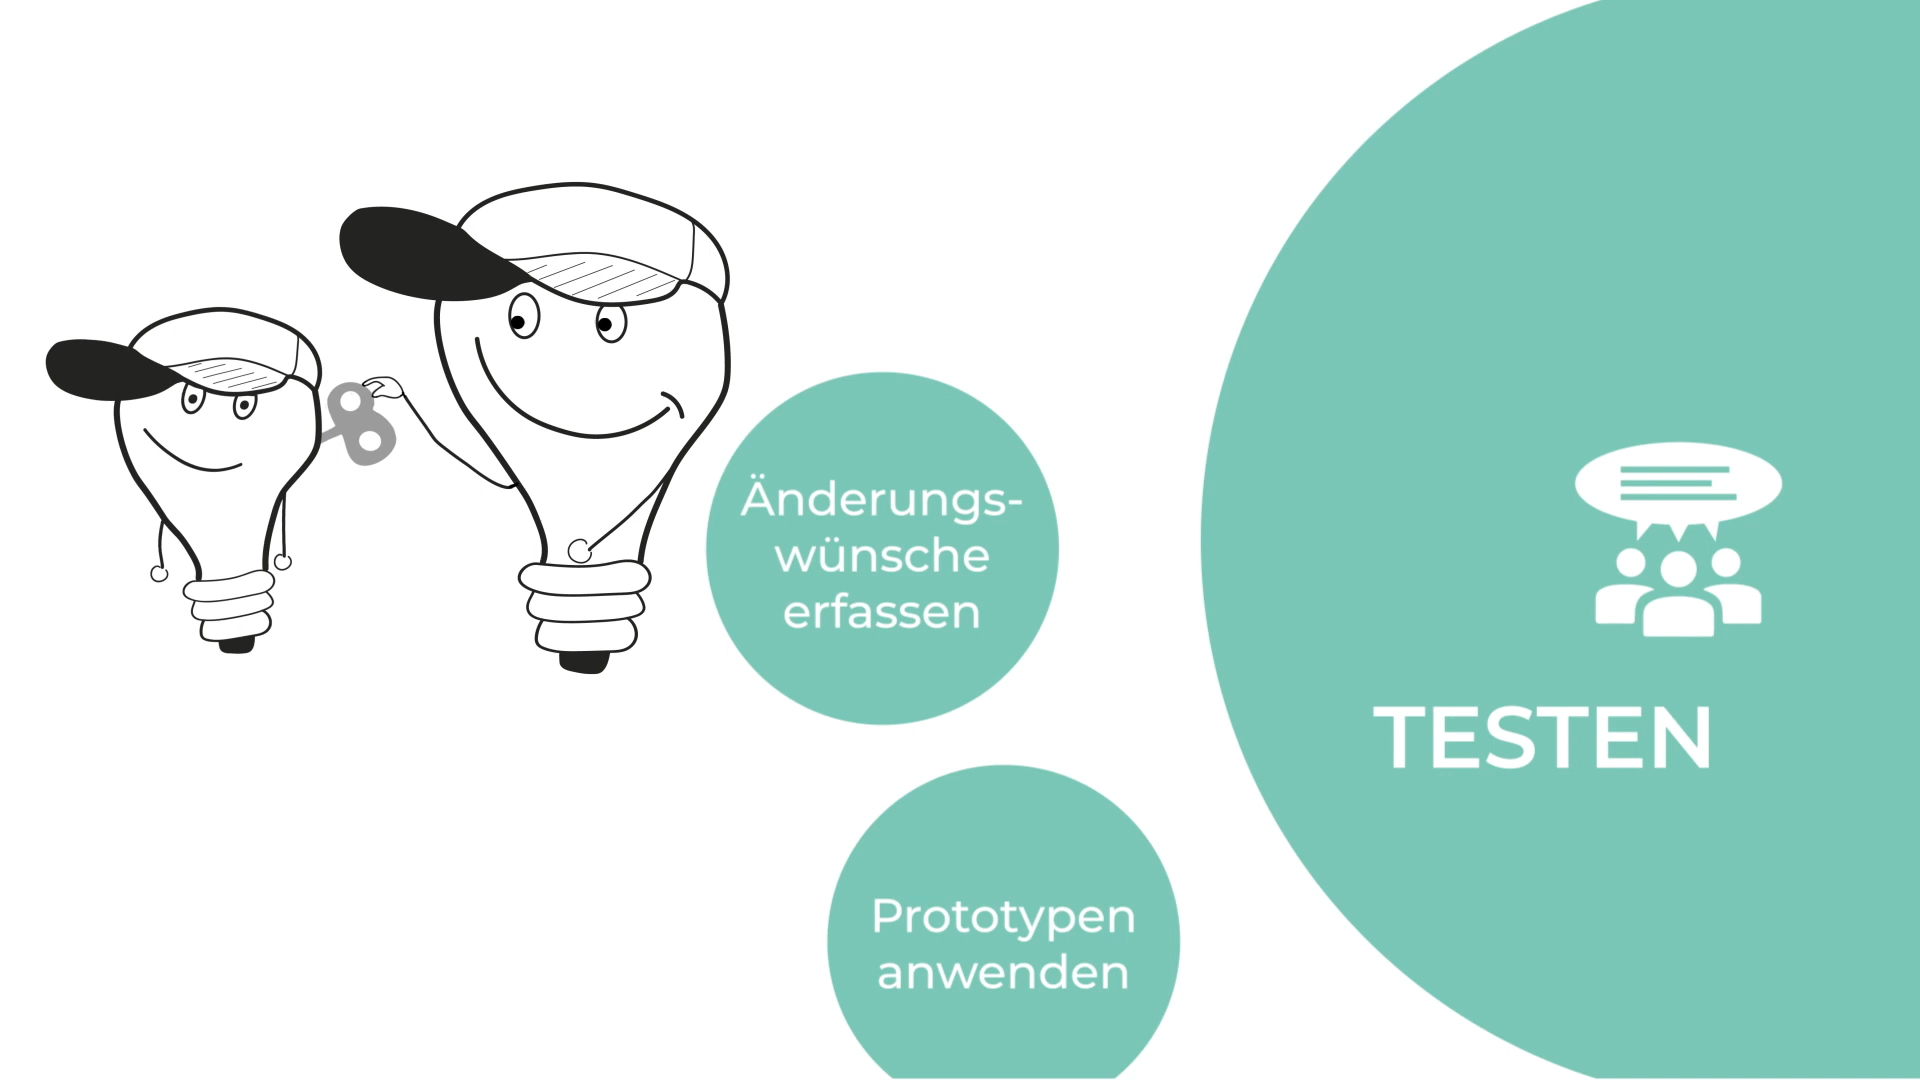 Änderungs-
wünsche
erfassen
Prototypen
anwenden
TESTEN